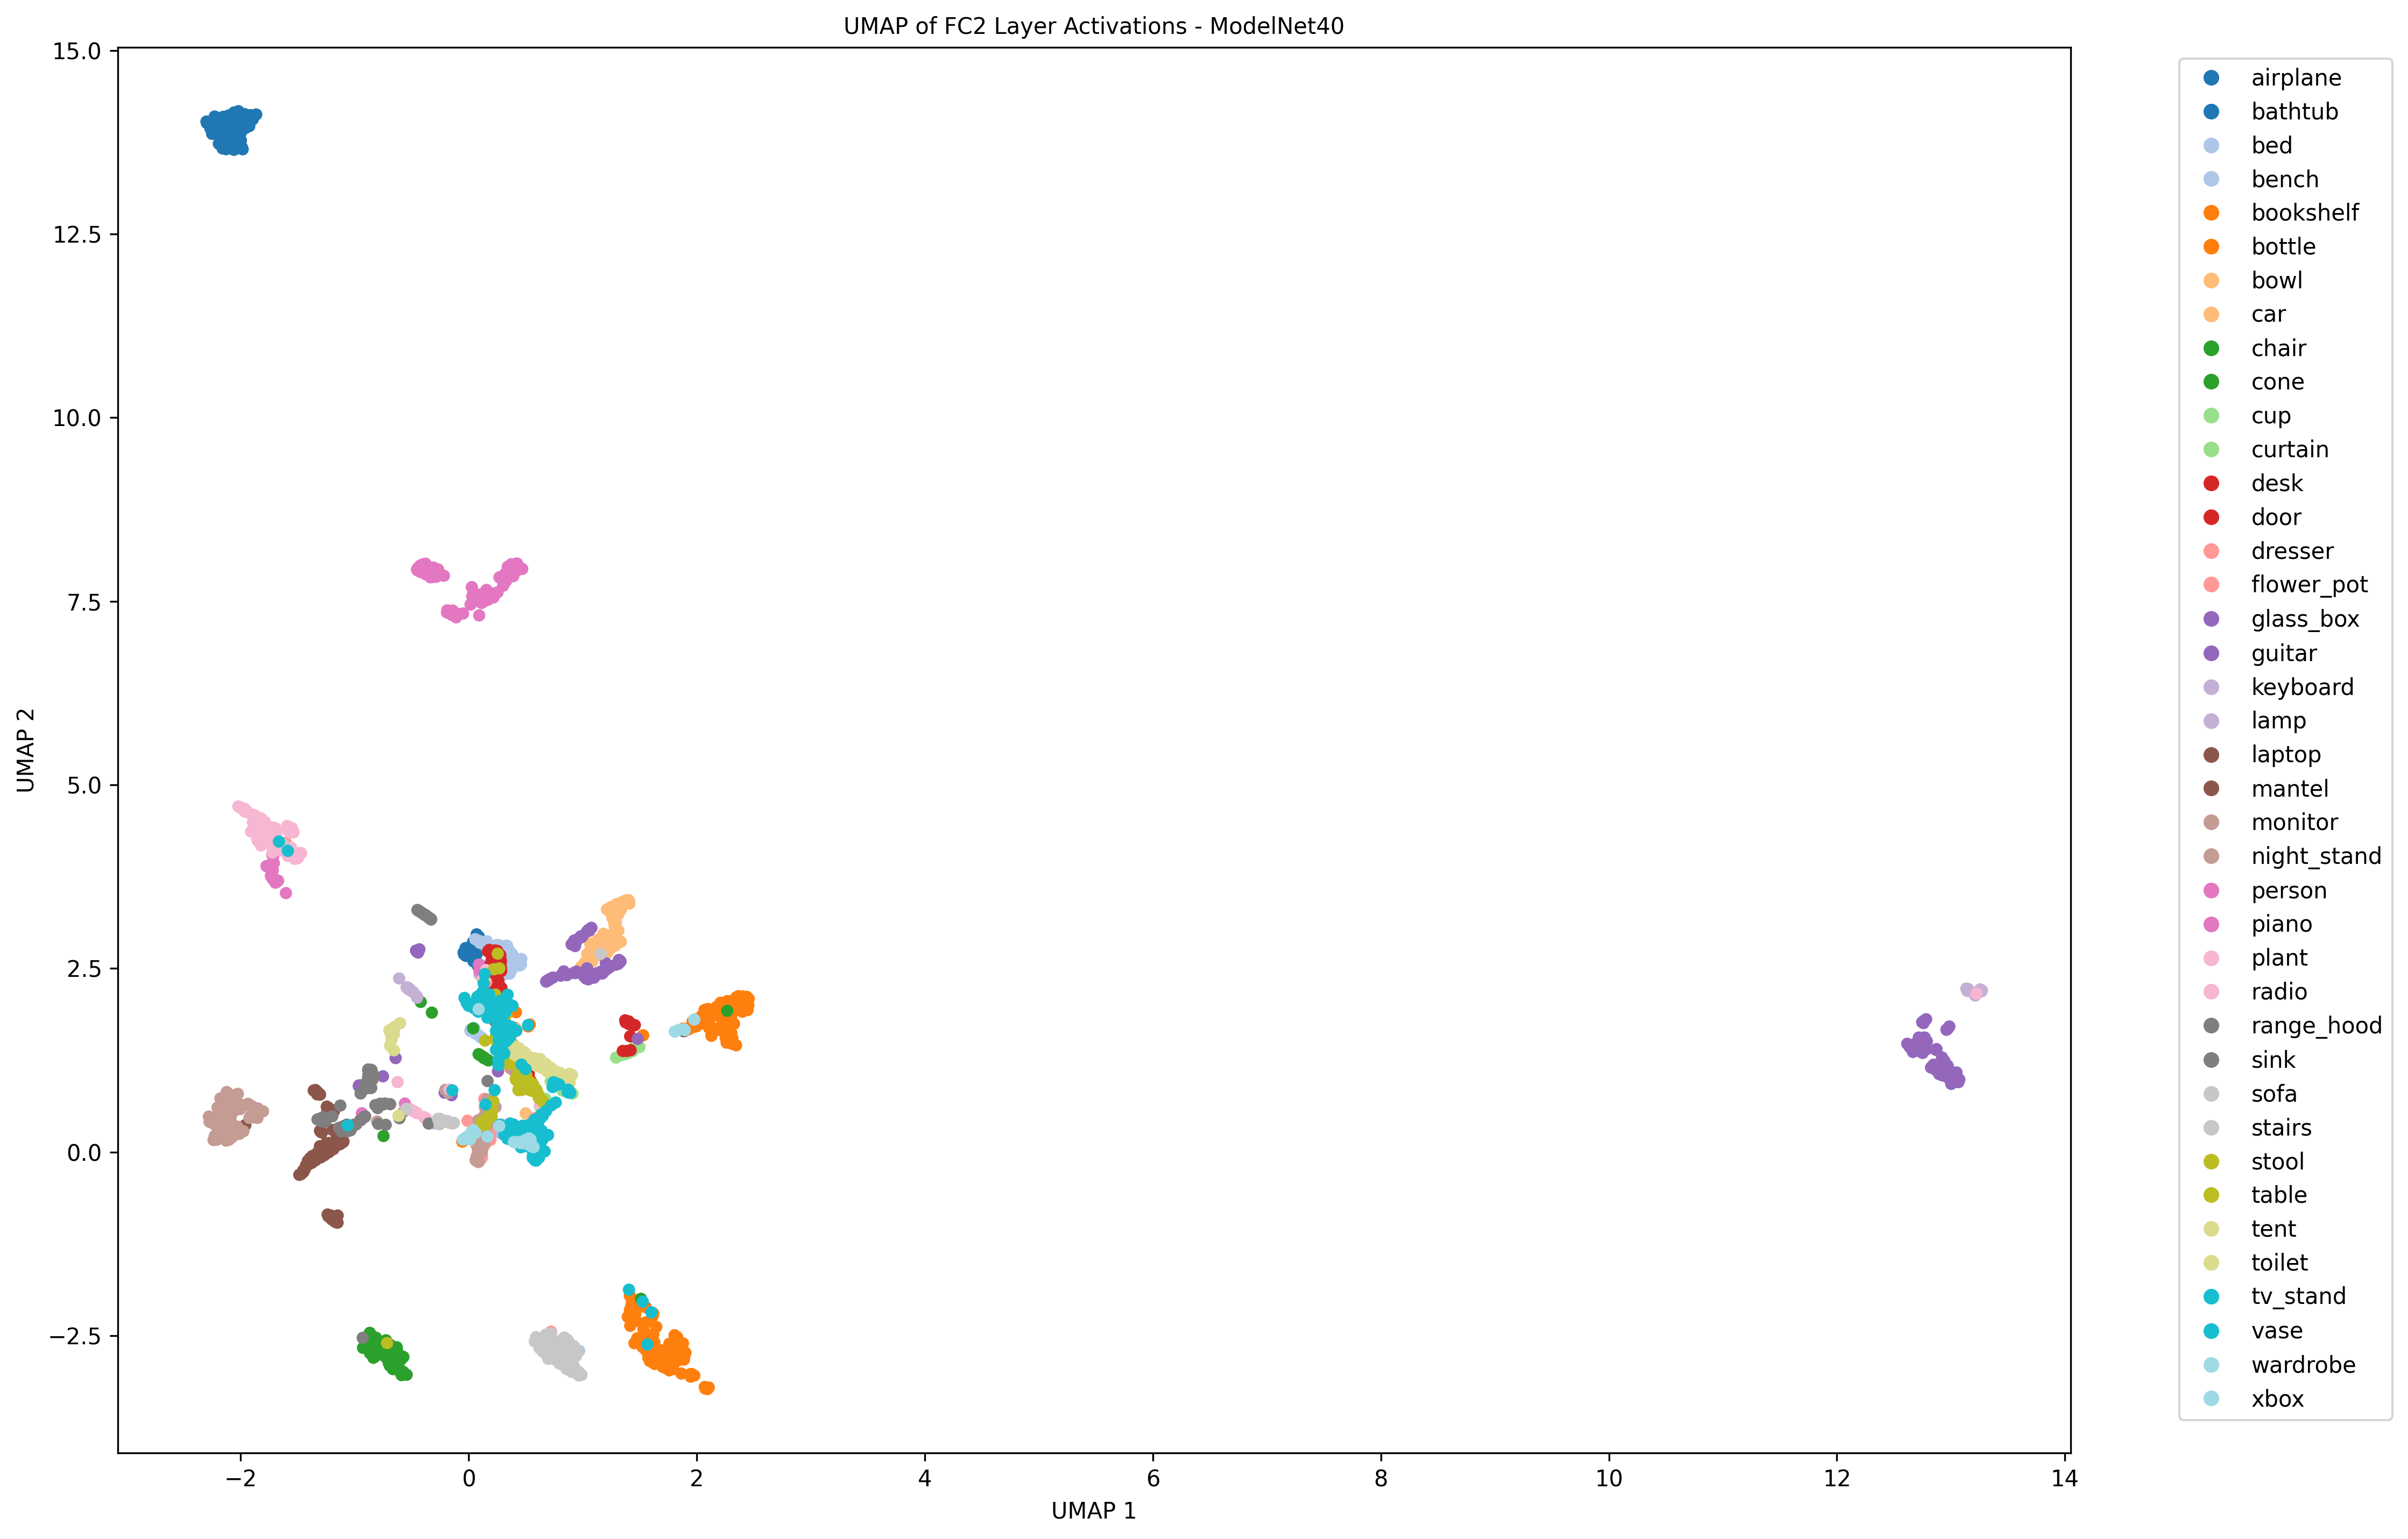 UMAP of FC2 Layer Activations - ModelNet40
15.0
12.5
10.0
7.5
5.0
2.5
0.0
−2.5
UMAP 2
−2
0
2
4
6
8
10
12
14
UMAP 1
airplane
bathtub
bed
bench
bookshelf
bottle
bowl
car
chair
cone
cup
curtain
desk
door
dresser
flower_pot
glass_box
guitar
keyboard
lamp
laptop
mantel
monitor
night_stand
person
piano
plant
radio
range_hood
sink
sofa
stairs
stool
table
tent
toilet
tv_stand
vase
wardrobe
xbox